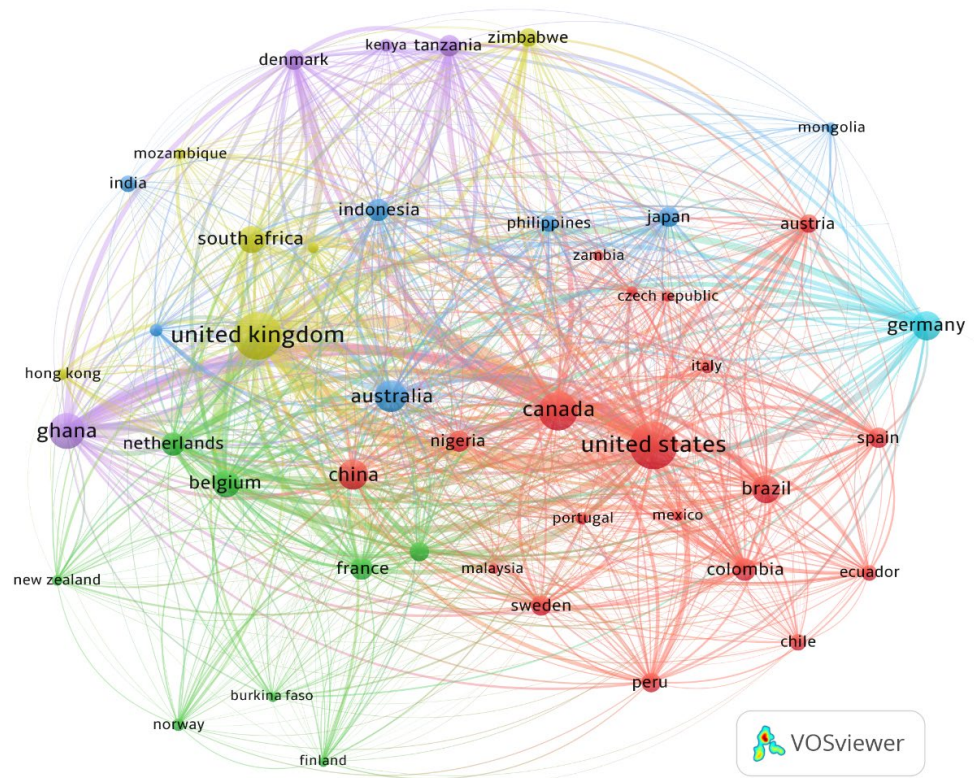 zimbabwe
kenya
tanzania
denmark
mongolia
mozambique
india
indonesia
philippines
japan
austria
south africa
zambia
czech republic
united kingdom
germany
italy
hong kong
australia
canada
ghana
netherlands
nigeria
united states
spain
belgium
china
brazil
portugal
mexico
new zealand
france
malaysia
colombia
ecuador
sweden
chile
peru
burkina faso
norway
finland
VOSviewer